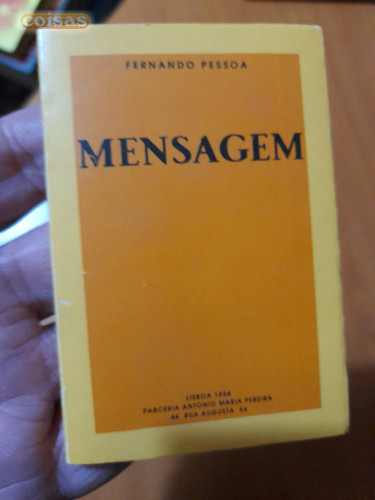 coisas
FERNANDO PESSOA
MENSAGEM
LISBOA 1934
PARCERIA ANTONIO MARIA PEREIRA
44 RUA AUGUSTA 54